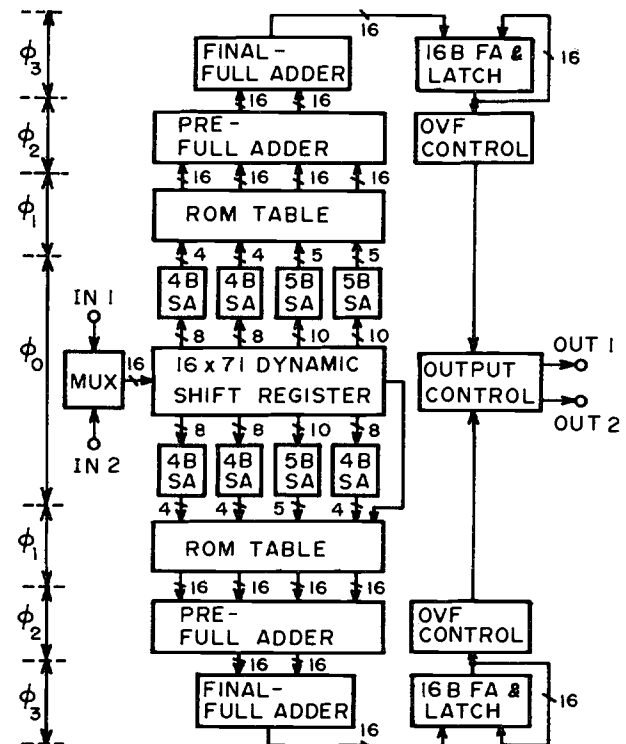 16
ϕ3
FINAL-
FULL ADDER
16B FA &
LATCH
16
16 16
ϕ2
PRE-
FULL ADDER
OVF
CONTROL
16 16 16 16
ϕ1
ROM TABLE
4 4 5 5
4B
SA
4B
SA
5B
SA
5B
SA
IN 1
8 8 10 10
ϕ0
MUX
16
16 x 71 DYNAMIC
SHIFT REGISTER
OUTPUT
CONTROL
OUT 1
OUT 2
IN 2
8 8 10 8
4B
SA
4B
SA
5B
SA
4B
SA
4 4 5 4
ϕ1
ROM TABLE
16 16 16 16
ϕ2
PRE-
FULL ADDER
OVF
CONTROL
16 16
ϕ3
FINAL-
FULL ADDER
16B FA &
LATCH
16
16